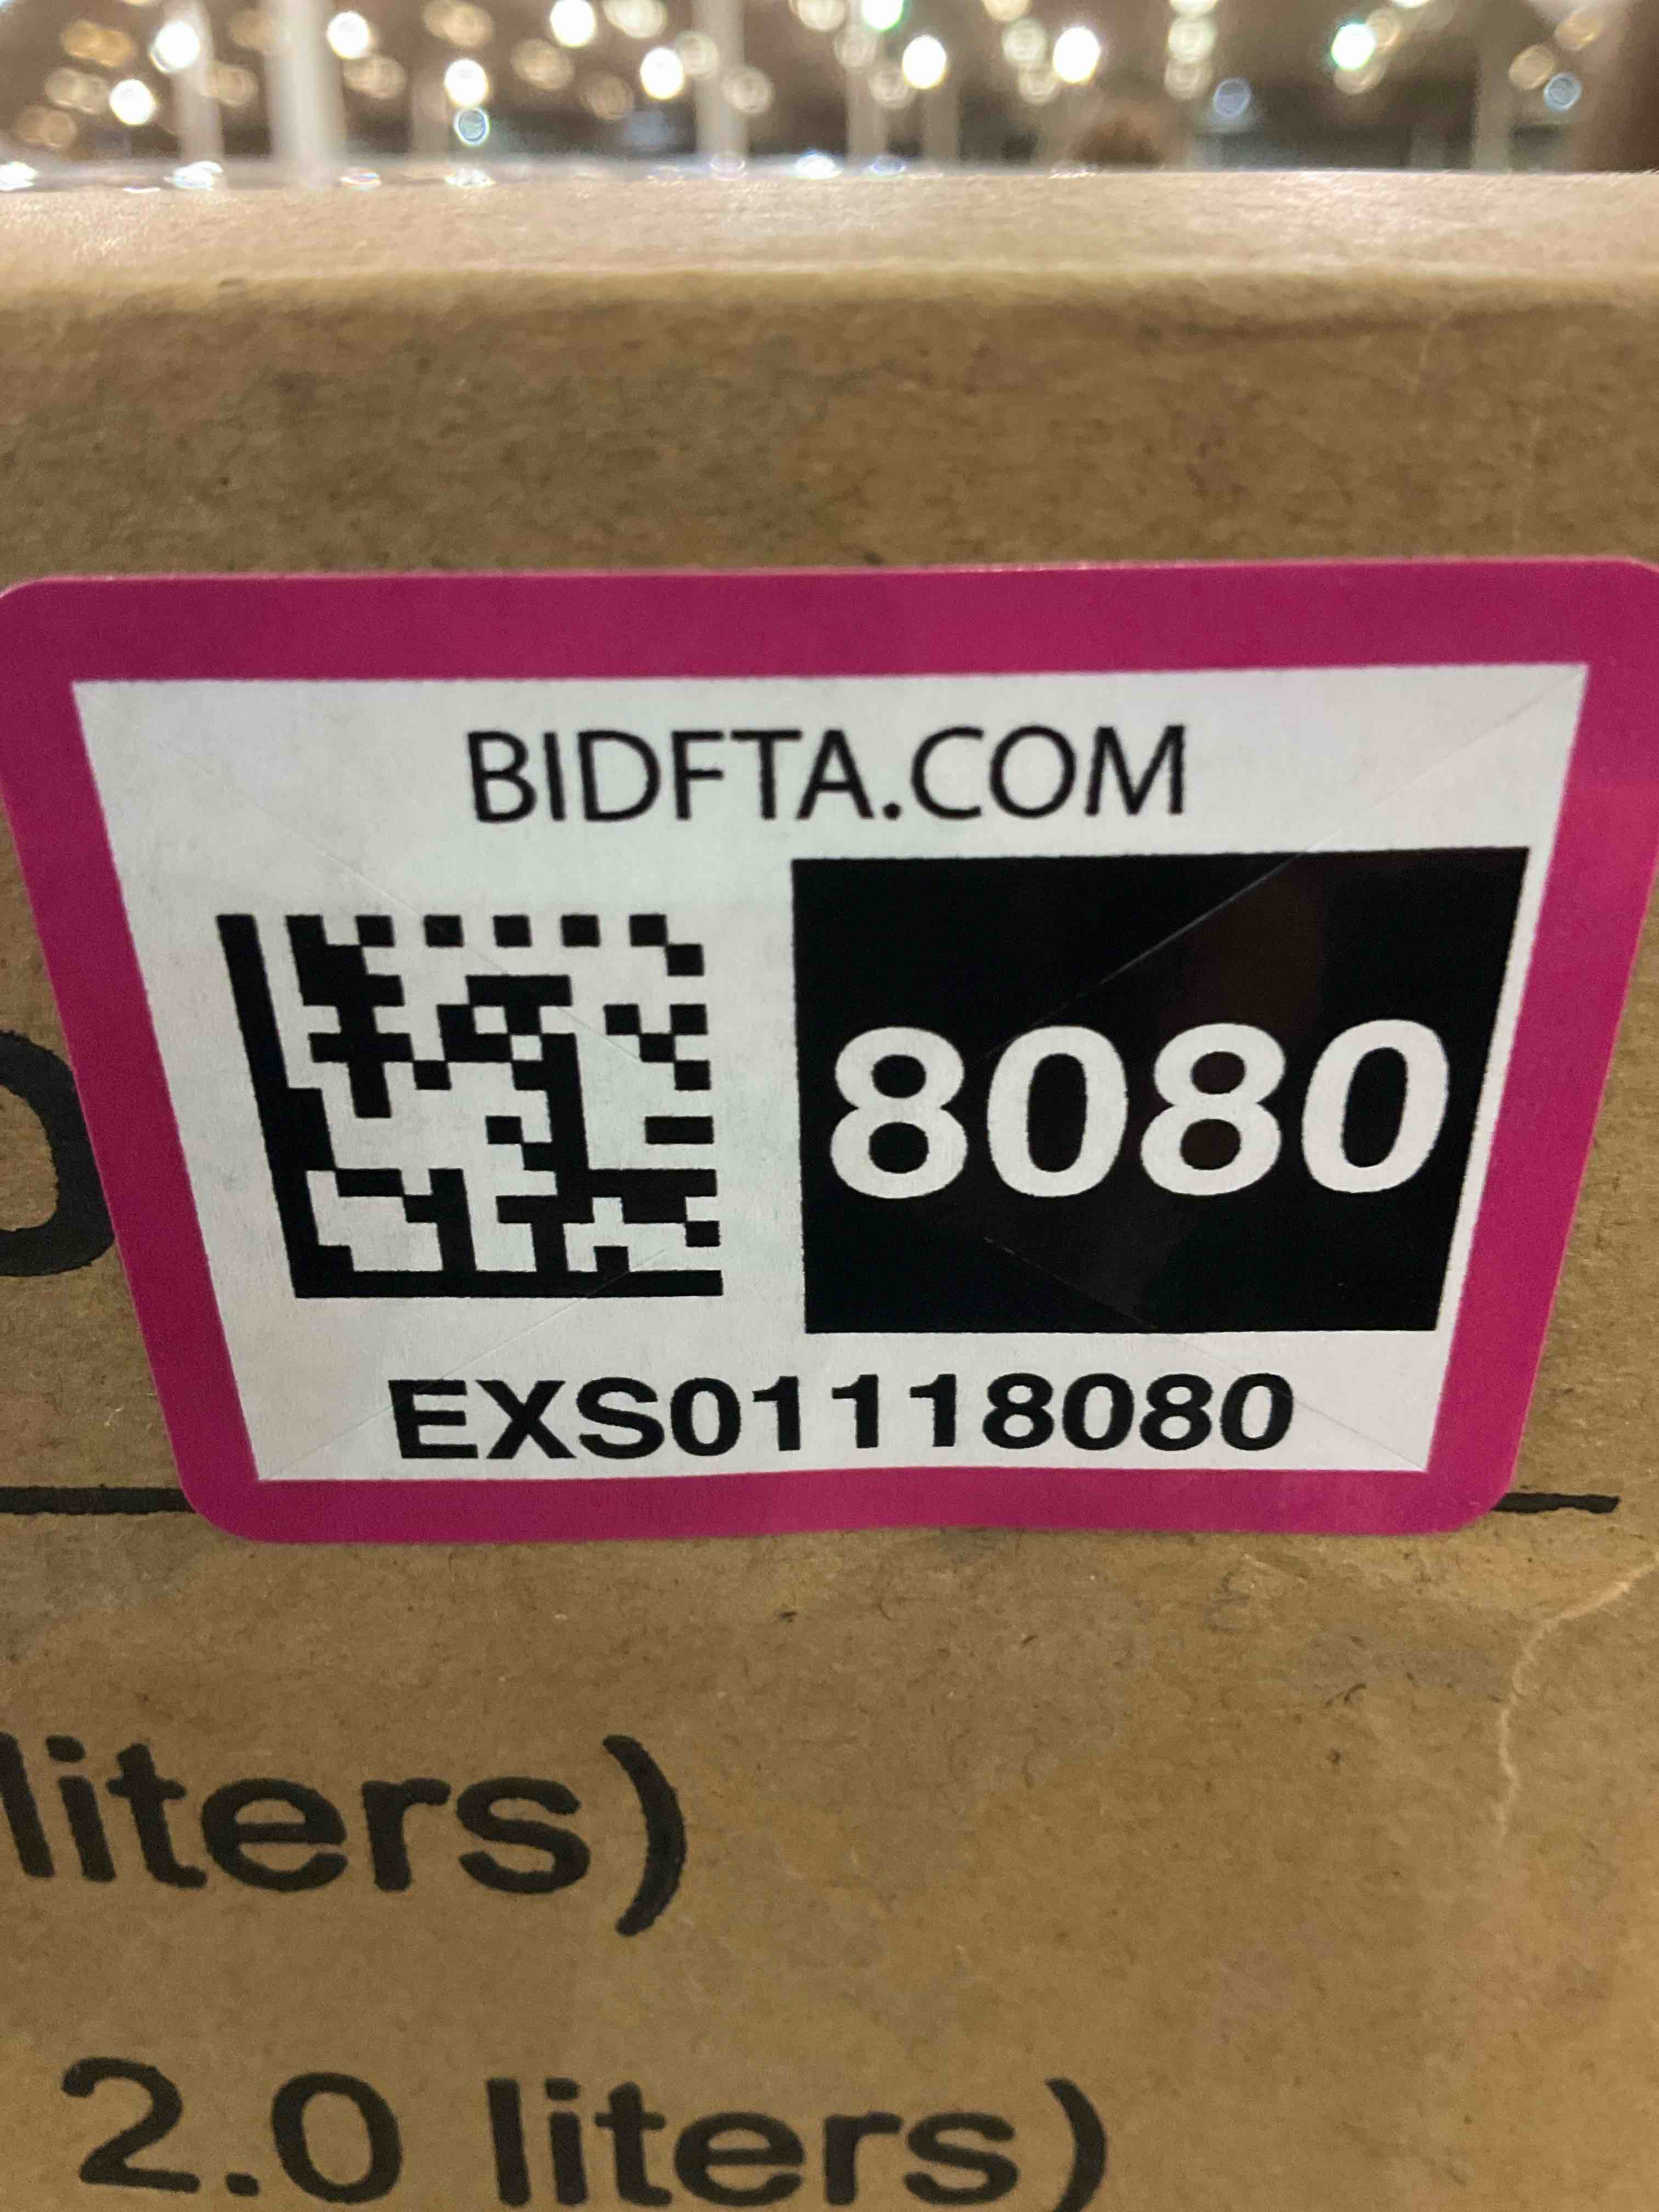 BIDFTA.COM
8080
EXS01118080
liters)
2.0 liters)